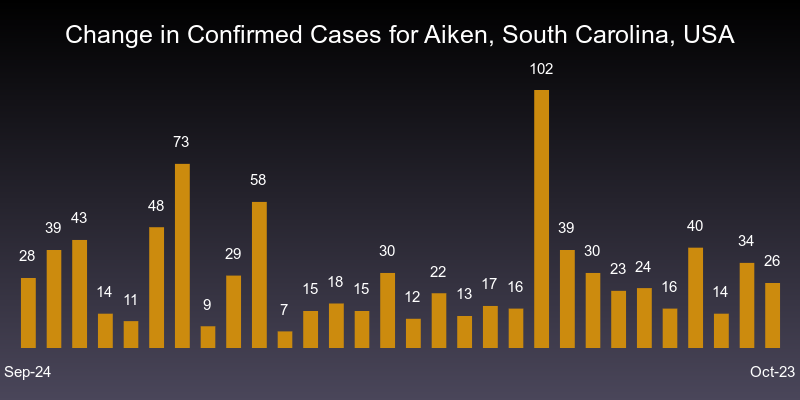 Change in Confirmed Cases for Aiken, South Carolina, USA
28 39 43 14 11 48 73 9 29 58 7 15 18 15 30 12 22 13 17 16 102 39 30 23 24 16 40 14 34 26
Sep-24 Oct-23